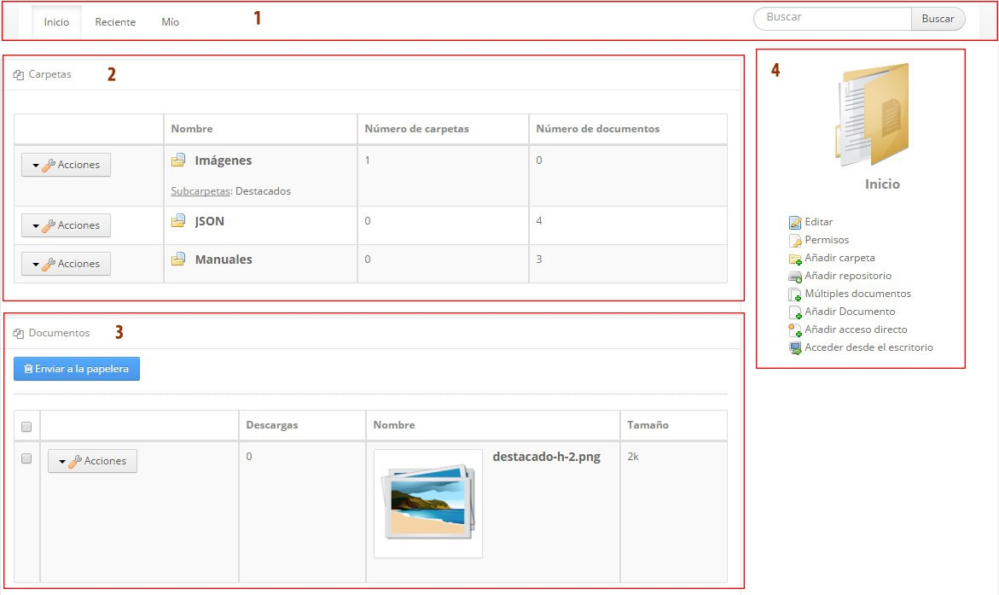 Inicio Reciente Mío 1 Buscar Buscar
Carpetas 2
Nombre Número de carpetas Número de documentos
Acciones Imágenes 1 0
Subcarpetas: Destacados
Acciones JSON 0 4
Acciones Manuales 0 3
Documentos 3
Enviar a la papelera
Descargas Nombre Tamaño
Acciones 0 destacado-h-2.png 2k
4
Inicio
Editar
Permisos
Añadir carpeta
Añadir repositorio
Múltiples documentos
Añadir Documento
Añadir acceso directo
Acceder desde el escritorio